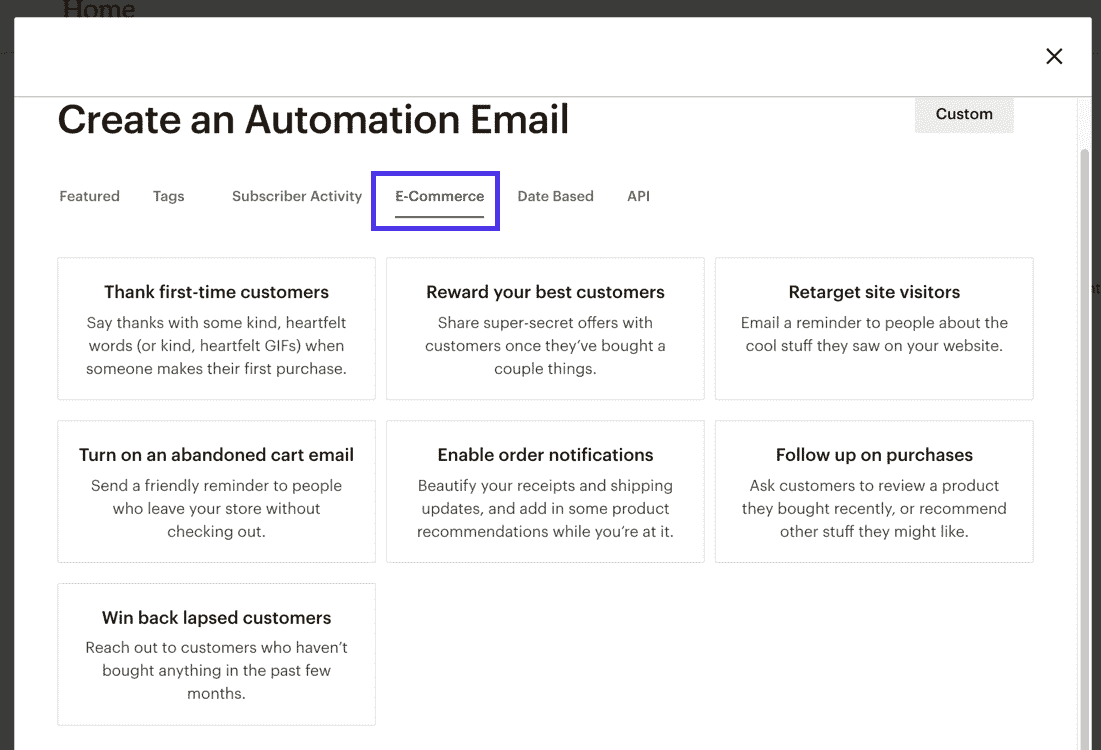 Home
Create an Automation Email
Custom
Featured
Tags
Subscriber Activity
E-Commerce
Date Based
API
Thank first-time customers
Say thanks with some kind, heartfelt
words (or kind, heartfelt GIFs) when
someone makes their first purchase.
Reward your best customers
Share super-secret offers with
customers once they’ve bought a
couple things.
Retarget site visitors
Email a reminder to people about the
cool stuff they saw on your website.
Turn on an abandoned cart email
Send a friendly reminder to people
who leave your store without
checking out.
Enable order notifications
Beautify your receipts and shipping
updates, and add in some product
recommendations while you’re at it.
Follow up on purchases
Ask customers to review a product
they bought recently, or recommend
other stuff they might like.
Win back lapsed customers
Reach out to customers who haven’t
bought anything in the past few
months.